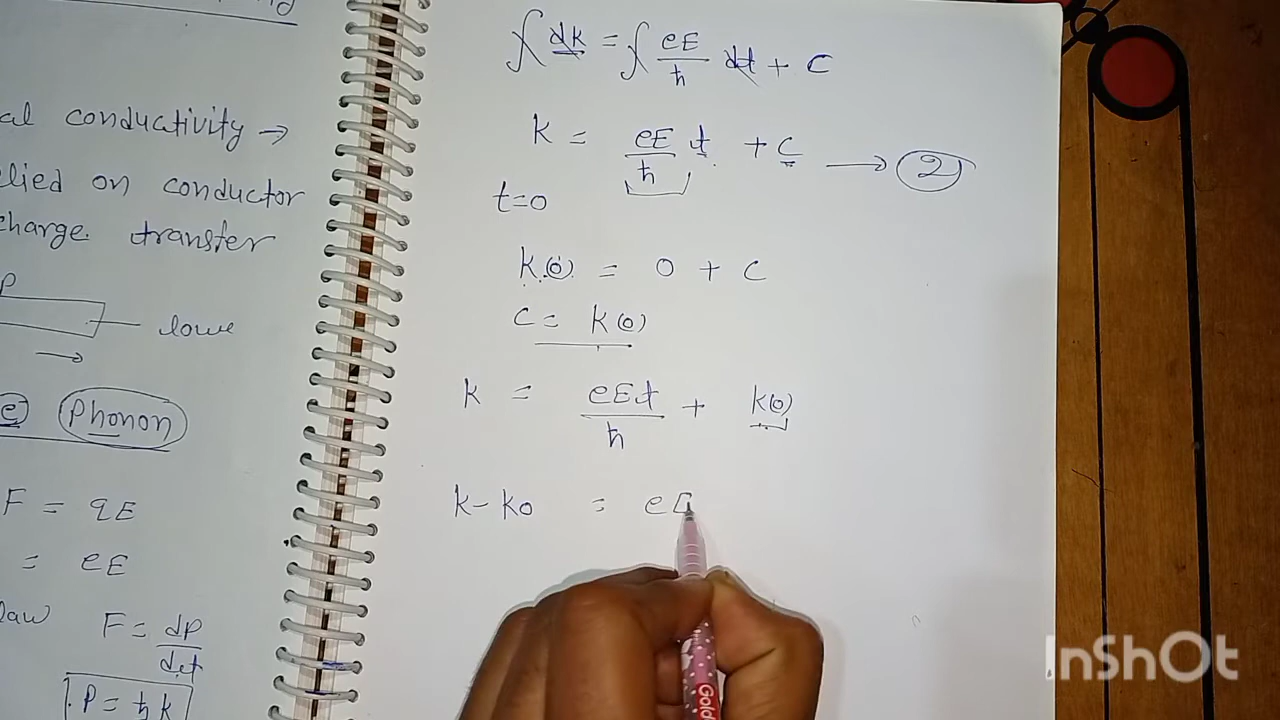 al conductivity →
lied on conductor
charge. transfer
P
lowe
e Phonon
F = qE
= eE
law F = dP/dt
P = ħk
∫ dk = ∫ eE/ħ dt + C
k = eE/ħ t + C → 2
t=0
k(0) = 0 + C
C = k(0)
k = eEt/ħ + k(0)
k - k0 = eE
Gold
InShOt